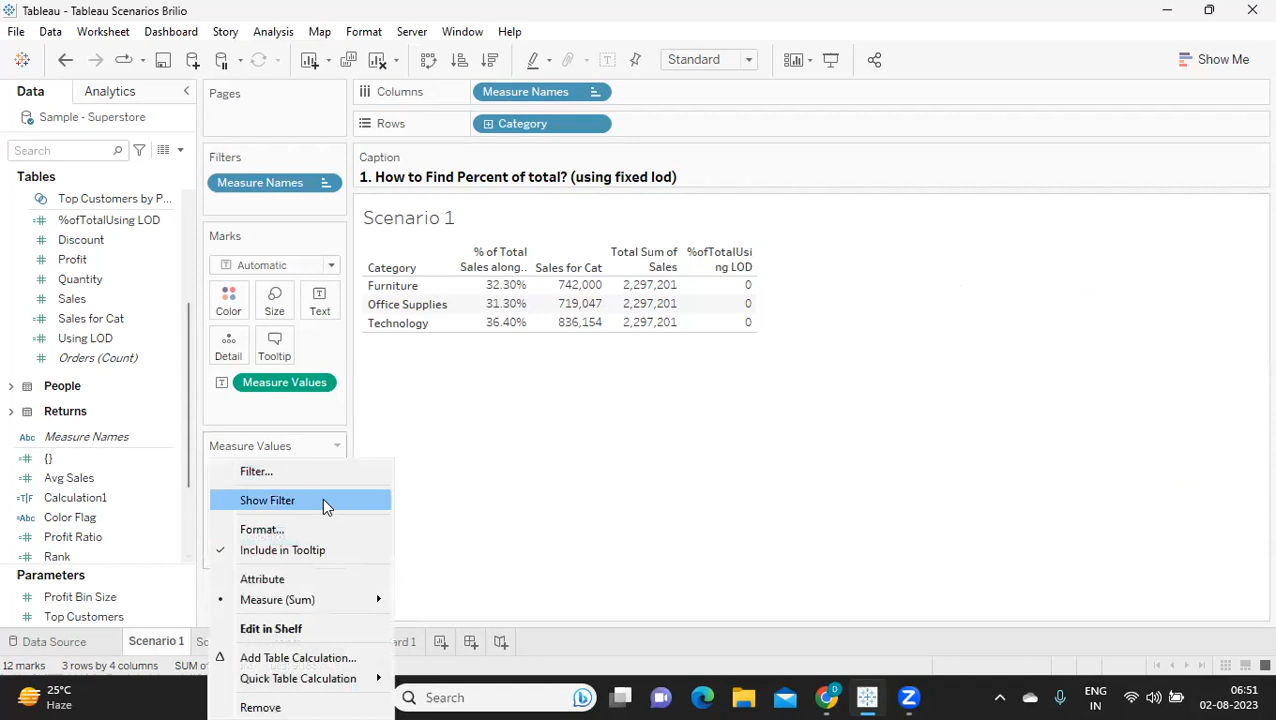 Tableau - Tableau Scenarios Brilio
File Data Worksheet Dashboard Story Analysis Map Format Server Window Help
Standard
Show Me
Data Analytics
Sample - Superstore
Search
Tables
Top Customers by P...
%ofTotalUsing LOD
Discount
Profit
Quantity
Sales
Sales for Cat
Using LOD
Orders (Count)
People
Returns
Abc Measure Names
{}
Avg Sales
T|F Calculation1
Abc Color Flag
Profit Ratio
Rank
Parameters
Profit Bin Size
Top Customers
Pages
Filters
Measure Names
Marks
T Automatic
Color Size Text
Detail Tooltip
T Measure Values
Measure Values
Filter...
Show Filter
Format...
Include in Tooltip
Attribute
Measure (Sum)
Edit in Shelf
Add Table Calculation...
Quick Table Calculation
Remove
Columns Measure Names
Rows Category
Caption
1. How to Find Percent of total? (using fixed lod)
Scenario 1
% of Total Total Sum of %ofTotalUsi
Category Sales along.. Sales for Cat Sales ng LOD
Furniture 32.30% 742,000 2,297,201 0
Office Supplies 31.30% 719,047 2,297,201 0
Technology 36.40% 836,154 2,297,201 0
Data Source Scenario 1 Sc ard 1
12 marks 3 rows by 4 columns SUM of
25°C
Haze
Search
ENG
IN
06:51
02-08-2023